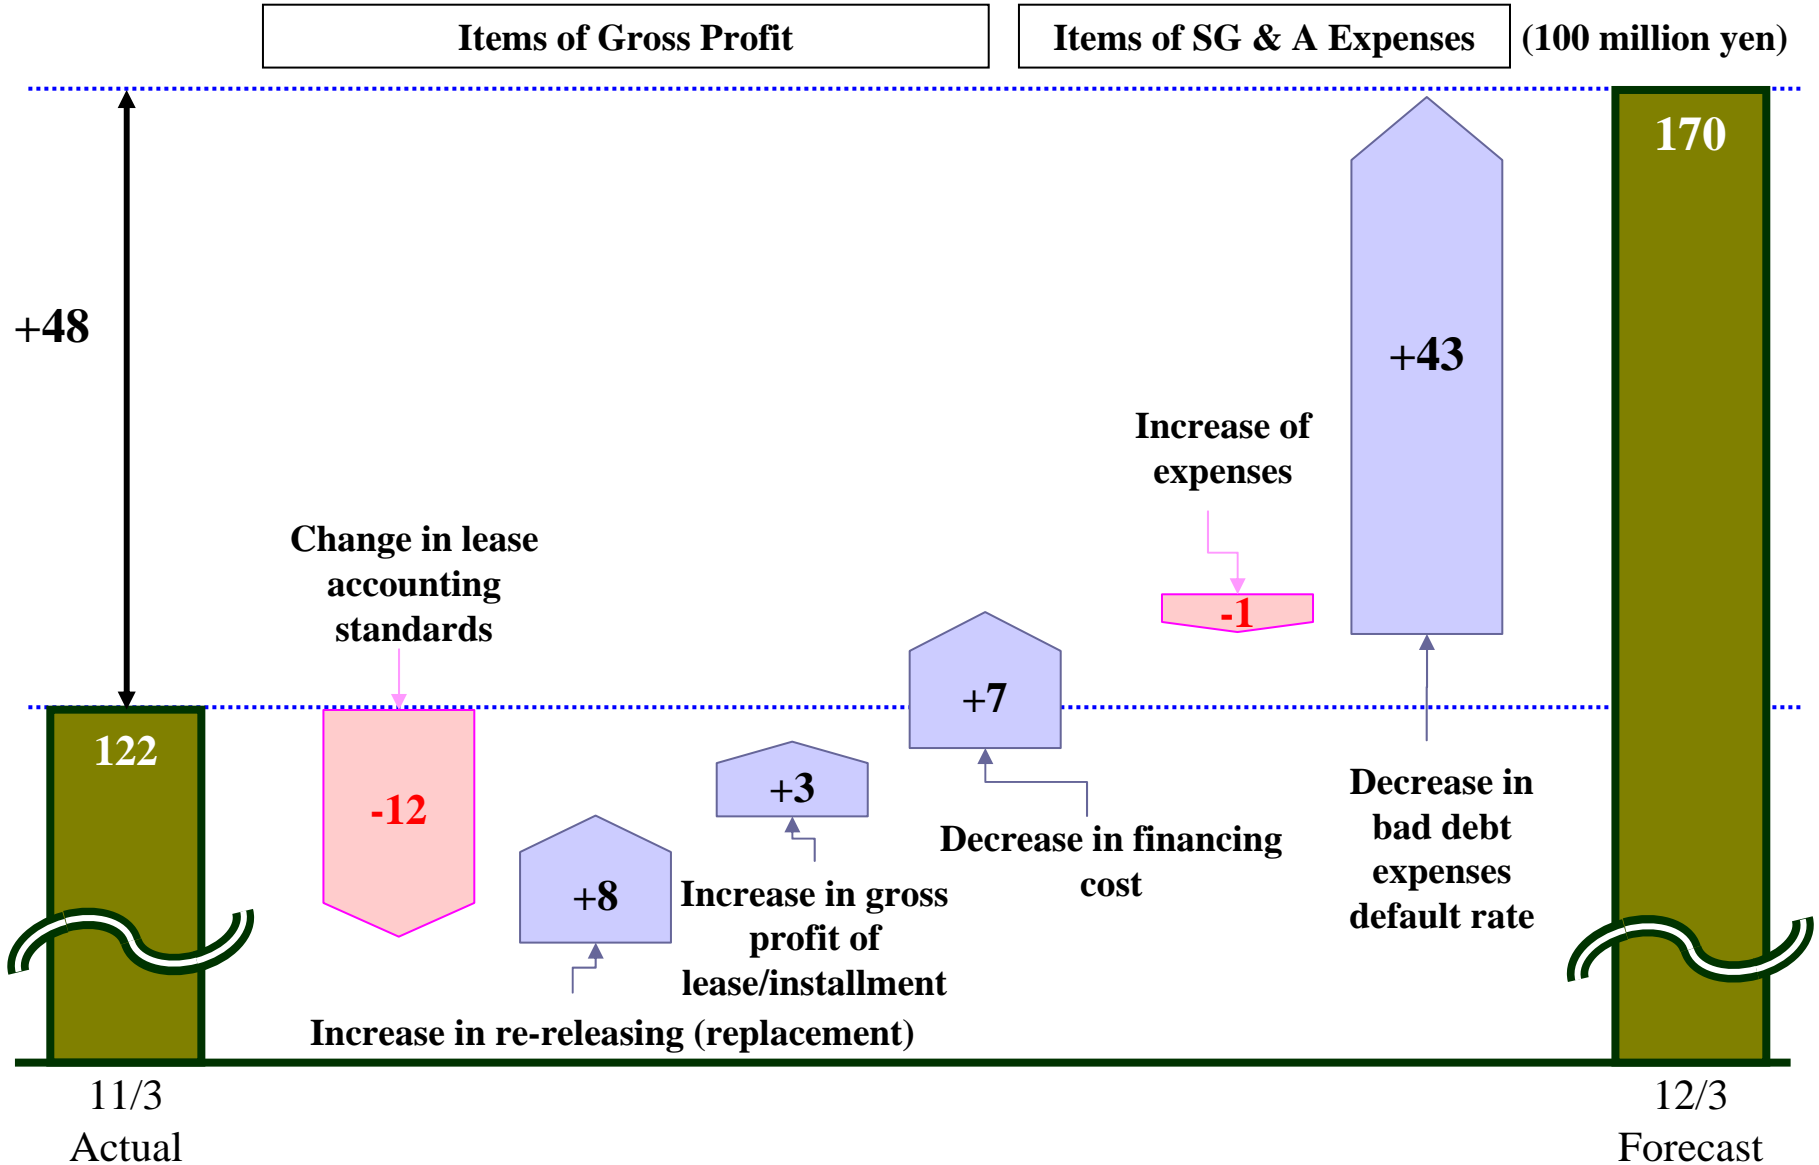 Items of Gross Profit
Items of SG & A Expenses
(100 million yen)
170
+48
+43
Increase of
expenses
-1
Change in lease
accounting
standards
122
-12
+8
+3
+7
Decrease in financing
cost
Decrease in
bad debt
expenses
default rate
Increase in gross
profit of
lease/installment
Increase in re-releasing (replacement)
11/3
Actual
12/3
Forecast